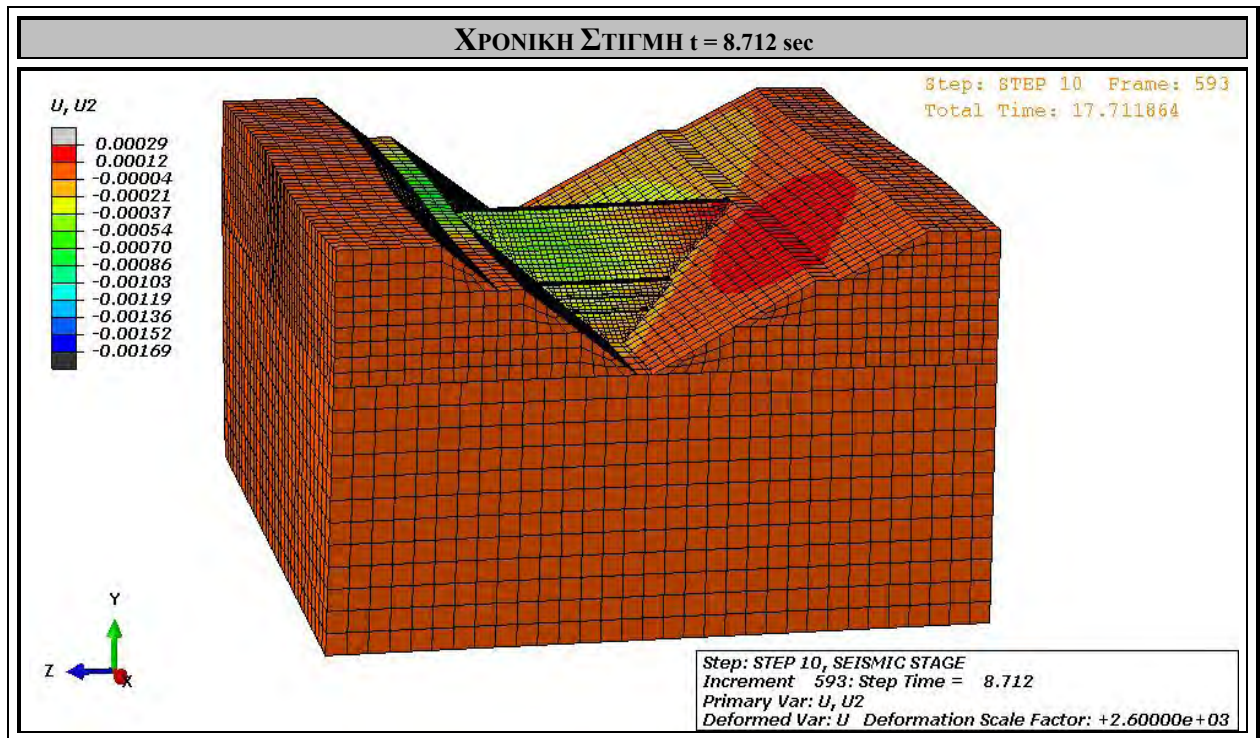 ΧΡΟΝΙΚΗ ΣΤΙΓΜΗ t = 8.712 sec
Step: STEP 10 Frame: 593
Total Time: 17.711864
U, U2
0.00029
0.00012
-0.00004
-0.00021
-0.00037
-0.00054
-0.00070
-0.00086
-0.00103
-0.00119
-0.00136
-0.00152
-0.00169
Y
Z
X
Step: STEP 10, SEISMIC STAGE
Increment 593: Step Time = 8.712
Primary Var: U, U2
Deformed Var: U Deformation Scale Factor: +2.60000e+03